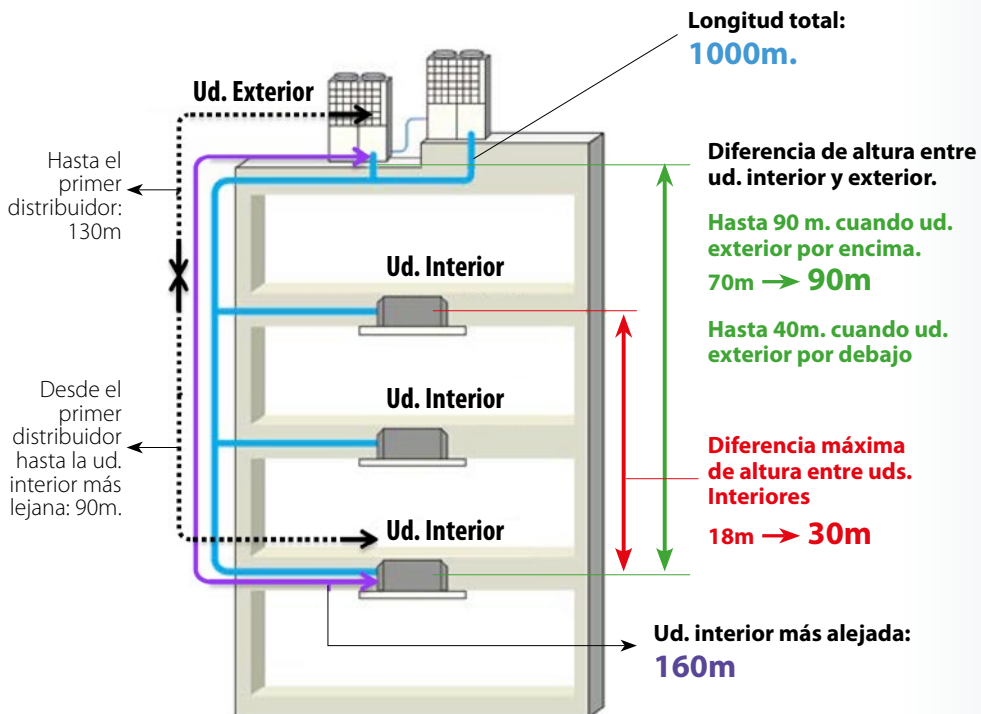 Longitud total:
1000m.
Ud. Exterior
Hasta el
primer
distribuidor:
130m
Diferencia de altura entre
ud. interior y exterior.
Hasta 90 m. cuando ud.
exterior por encima.
70m → 90m
Hasta 40m. cuando ud.
exterior por debajo
Ud. Interior
Ud. Interior
Desde el
primer
distribuidor
hasta la ud.
interior más
lejana: 90m.
Diferencia máxima
de altura entre uds.
Interiores
18m → 30m
Ud. Interior
Ud. interior más alejada:
160m